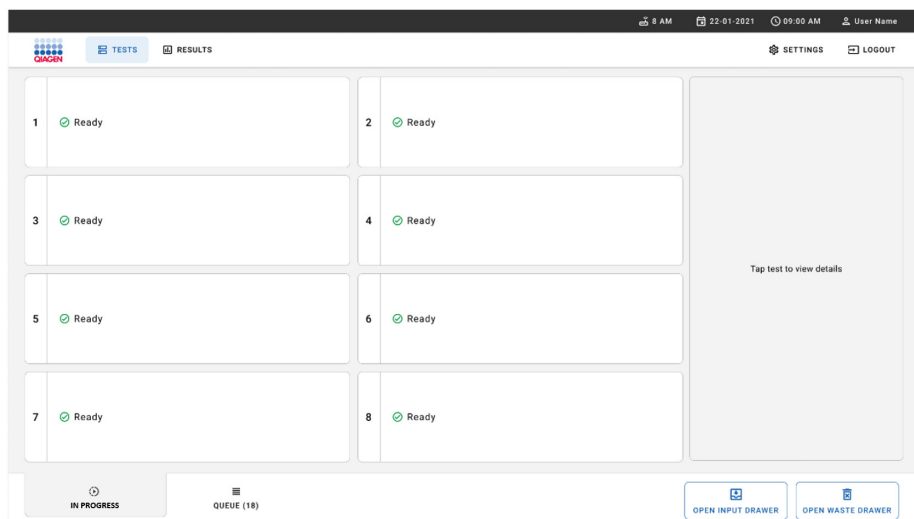 8 AM 22-01-2021 09:00 AM User Name
QIAGEN TESTS RESULTS SETTINGS LOGOUT
1 Ready
2 Ready
3 Ready
4 Ready
Tap test to view details
5 Ready
6 Ready
7 Ready
8 Ready
IN PROGRESS
QUEUE (18)
OPEN INPUT DRAWER
OPEN WASTE DRAWER